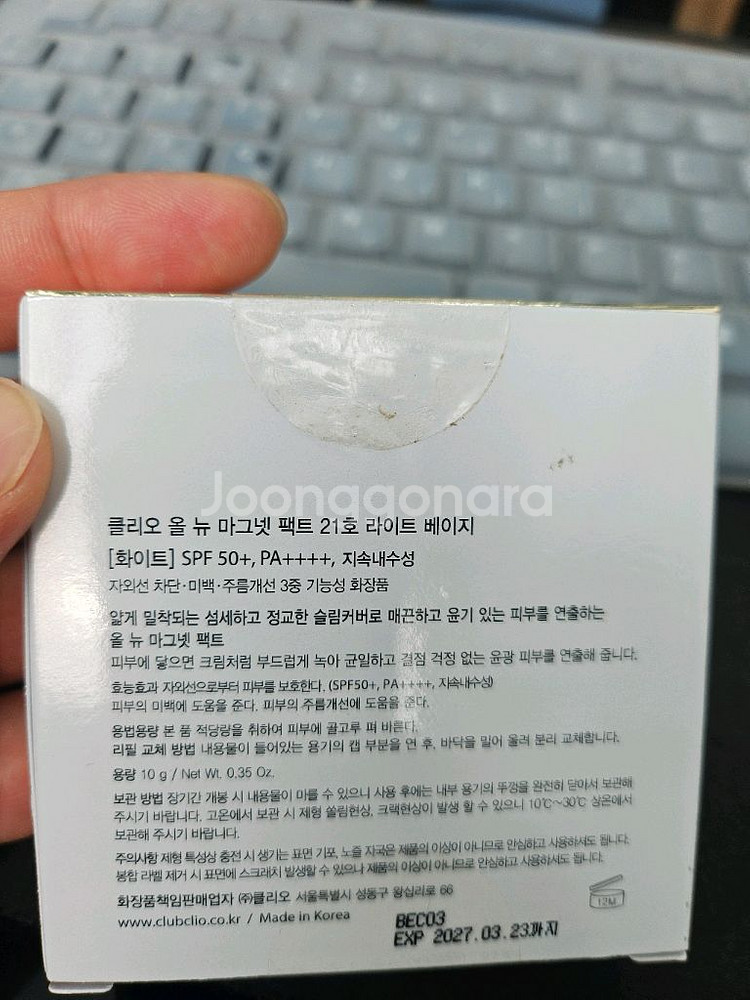 Joonggonara
클리오 올 뉴 마그넷 팩트 21호 라이트 베이지
[화이트] SPF 50+, PA++++, 지속내수성
자외선 차단·미백·주름개선 3중 기능성 화장품
얇게 밀착되는 섬세하고 정교한 슬림커버로 매끈하고 윤기 있는 피부를 연출하는
올 뉴 마그넷 팩트
피부에 닿으면 크림처럼 부드럽게 녹아 균일하고 결점 걱정 없는 윤광 피부를 연출해 줍니다.
효능효과 자외선으로부터 피부를 보호한다. (SPF50+, PA++++, 지속내수성)
피부의 미백에 도움을 준다. 피부의 주름개선에 도움을 준다.
용법용량 본 품 적당량을 취하여 피부에 골고루 펴 바른다.
리필 교체 방법 내용물이 들어있는 용기의 캡 부분을 연 후, 바닥을 밀어 올려 분리 교체합니다.
용량 10 g / Net Wt. 0.35 Oz.
보관 방법 장기간 개봉 시 내용물이 마를 수 있으니 사용 후에는 내부 용기의 뚜껑을 완전히 닫아서 보관해
주시기 바랍니다. 고온에서 보관 시 제형 쏠림현상, 크랙현상이 발생 할 수 있으니 10℃~30℃ 상온에서
보관해 주시기 바랍니다.
주의사항 제형 특성상 충전 시 생기는 표면 기포, 노즐 자국은 제품의 이상이 아니므로 안심하고 사용하셔도 됩니다.
봉합 라벨 제거 시 표면에 스크래치 발생할 수 있으나 제품의 이상이 아니므로 안심하고 사용하셔도 됩니다.
화장품책임판매업자 ㈜클리오 서울특별시 성동구 왕십리로 66
www.clubclio.co.kr / Made in Korea
12M
BEC03
EXP 2027.03.23까지